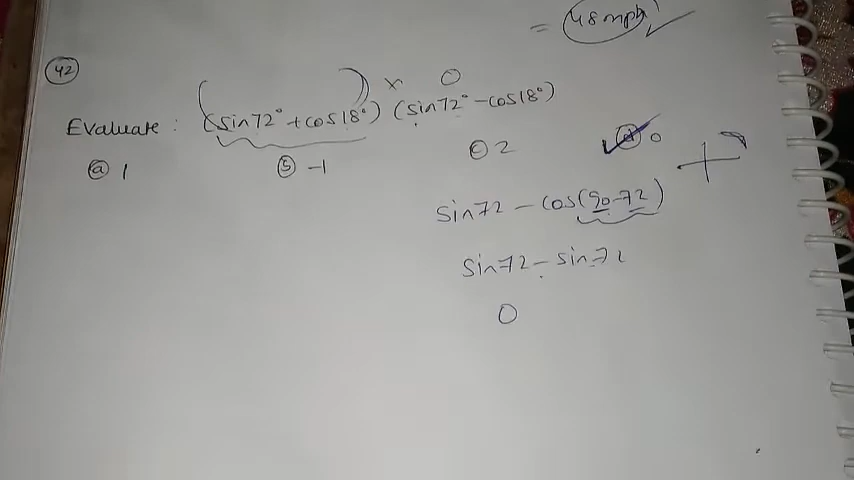 = 48 mph
42
0
Evaluate : (sin72° + cos18°) × (sin72° - cos18°)
ⓐ 1 ⓑ -1 ⓒ 2 ⓓ 0
sin72 - cos(90-72)
sin72 - sin72
0